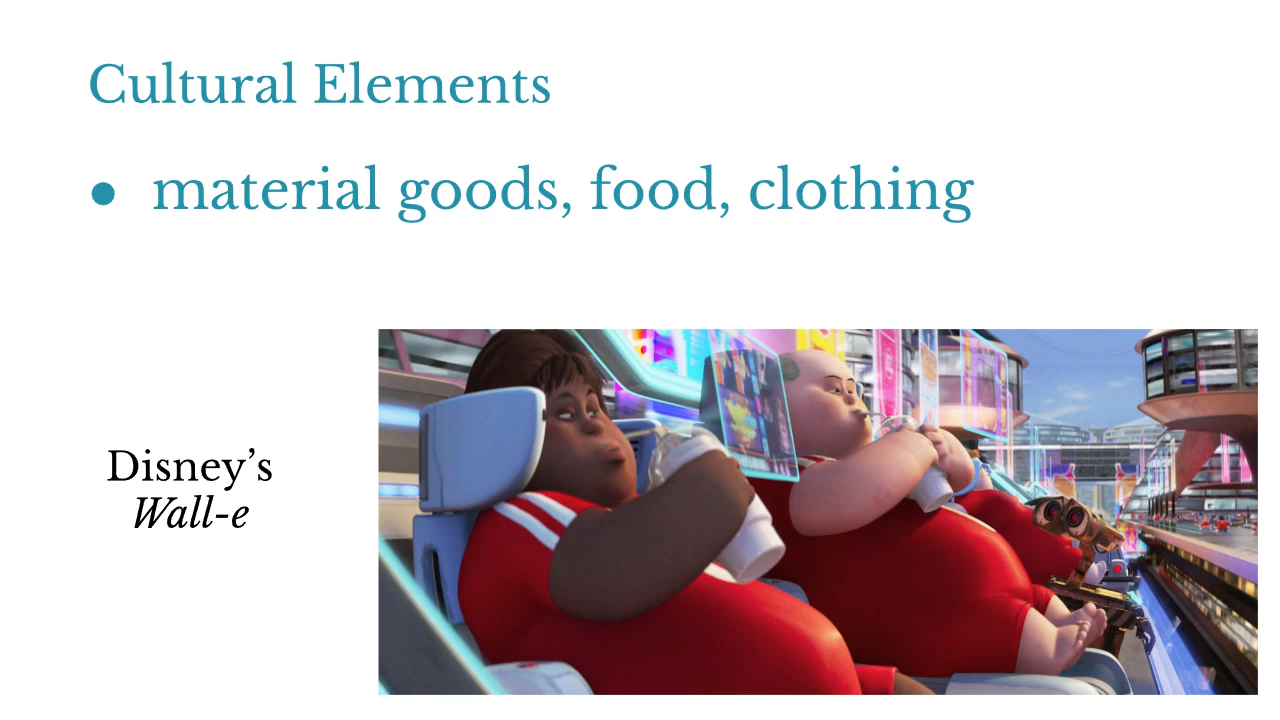 Cultural Elements
● material goods, food, clothing
Disney’s
Wall-e